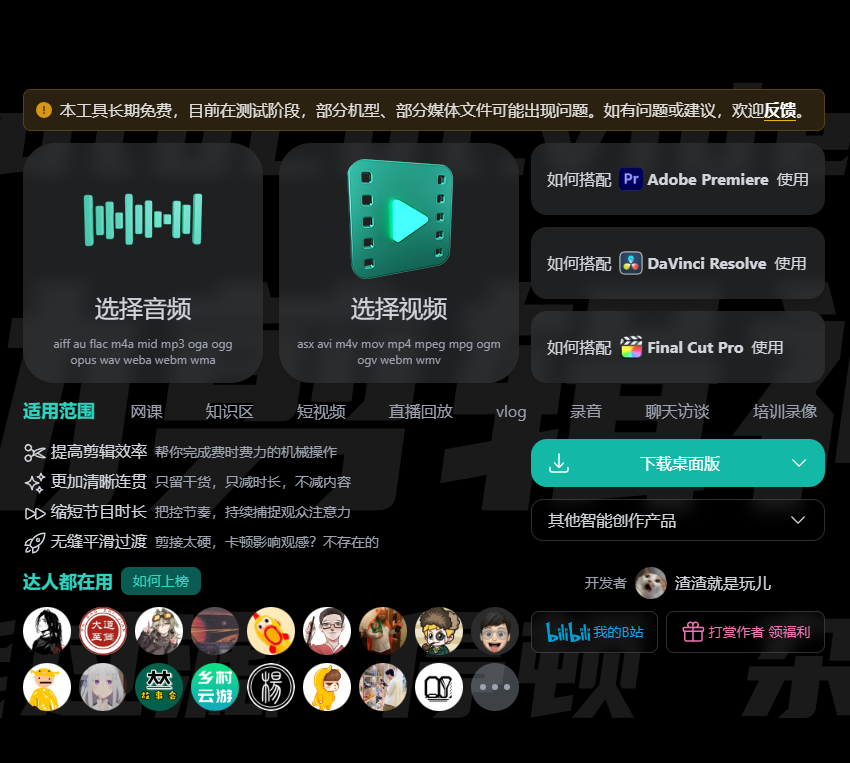 本工具长期免费，目前在测试阶段，部分机型、部分媒体文件可能出现问题。如有问题或建议，欢迎反馈。
选择音频
aiff au flac m4a mid mp3 oga ogg
opus wav weba webm wma
选择视频
asx avi m4v mov mp4 mpeg mpg ogm
ogv webm wmv
如何搭配 Pr Adobe Premiere 使用
如何搭配 DaVinci Resolve 使用
如何搭配 Final Cut Pro 使用
适用范围 网课 知识区 短视频 直播回放 vlog 录音 聊天访谈 培训录像
提高剪辑效率 帮你完成费时费力的机械操作
更加清晰连贯 只留干货，只减时长，不减内容
缩短节目时长 把控节奏，持续捕捉观众注意力
无缝平滑过渡 剪接太硬，卡顿影响观感？不存在的
下载桌面版
其他智能创作产品
达人都在用 如何上榜
大道
至简
故事会
乡村
云游
楊
开发者 渣渣就是玩儿
bilibili 我的B站
打赏作者 领福利